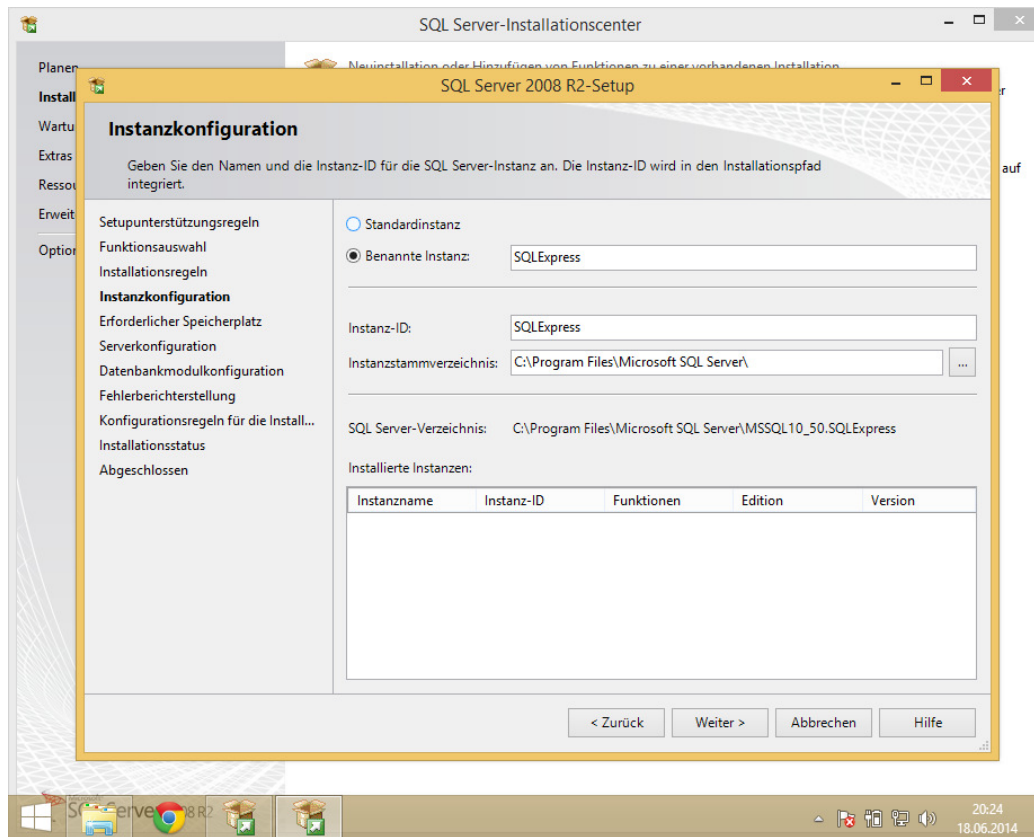 SQL Server-Installationscenter
Planen
Neuinstallation oder Hinzufügen von Funktionen zu einer vorhandenen Installation
Install
Wartu
Extras
Ressou
Erweit
Option
auf
SQL Server 2008 R2-Setup
Instanzkonfiguration
Geben Sie den Namen und die Instanz-ID für die SQL Server-Instanz an. Die Instanz-ID wird in den Installationspfad
integriert.
Setupunterstützungsregeln
Funktionsauswahl
Installationsregeln
Instanzkonfiguration
Erforderlicher Speicherplatz
Serverkonfiguration
Datenbankmodulkonfiguration
Fehlerberichterstellung
Konfigurationsregeln für die Install...
Installationsstatus
Abgeschlossen
Standardinstanz
Benannte Instanz: SQLExpress
Instanz-ID: SQLExpress
Instanzstammverzeichnis: C:\Program Files\Microsoft SQL Server\ ...
SQL Server-Verzeichnis: C:\Program Files\Microsoft SQL Server\MSSQL10_50.SQLExpress
Installierte Instanzen:
Instanzname Instanz-ID Funktionen Edition Version
< Zurück Weiter > Abbrechen Hilfe
20:24
18.06.2014